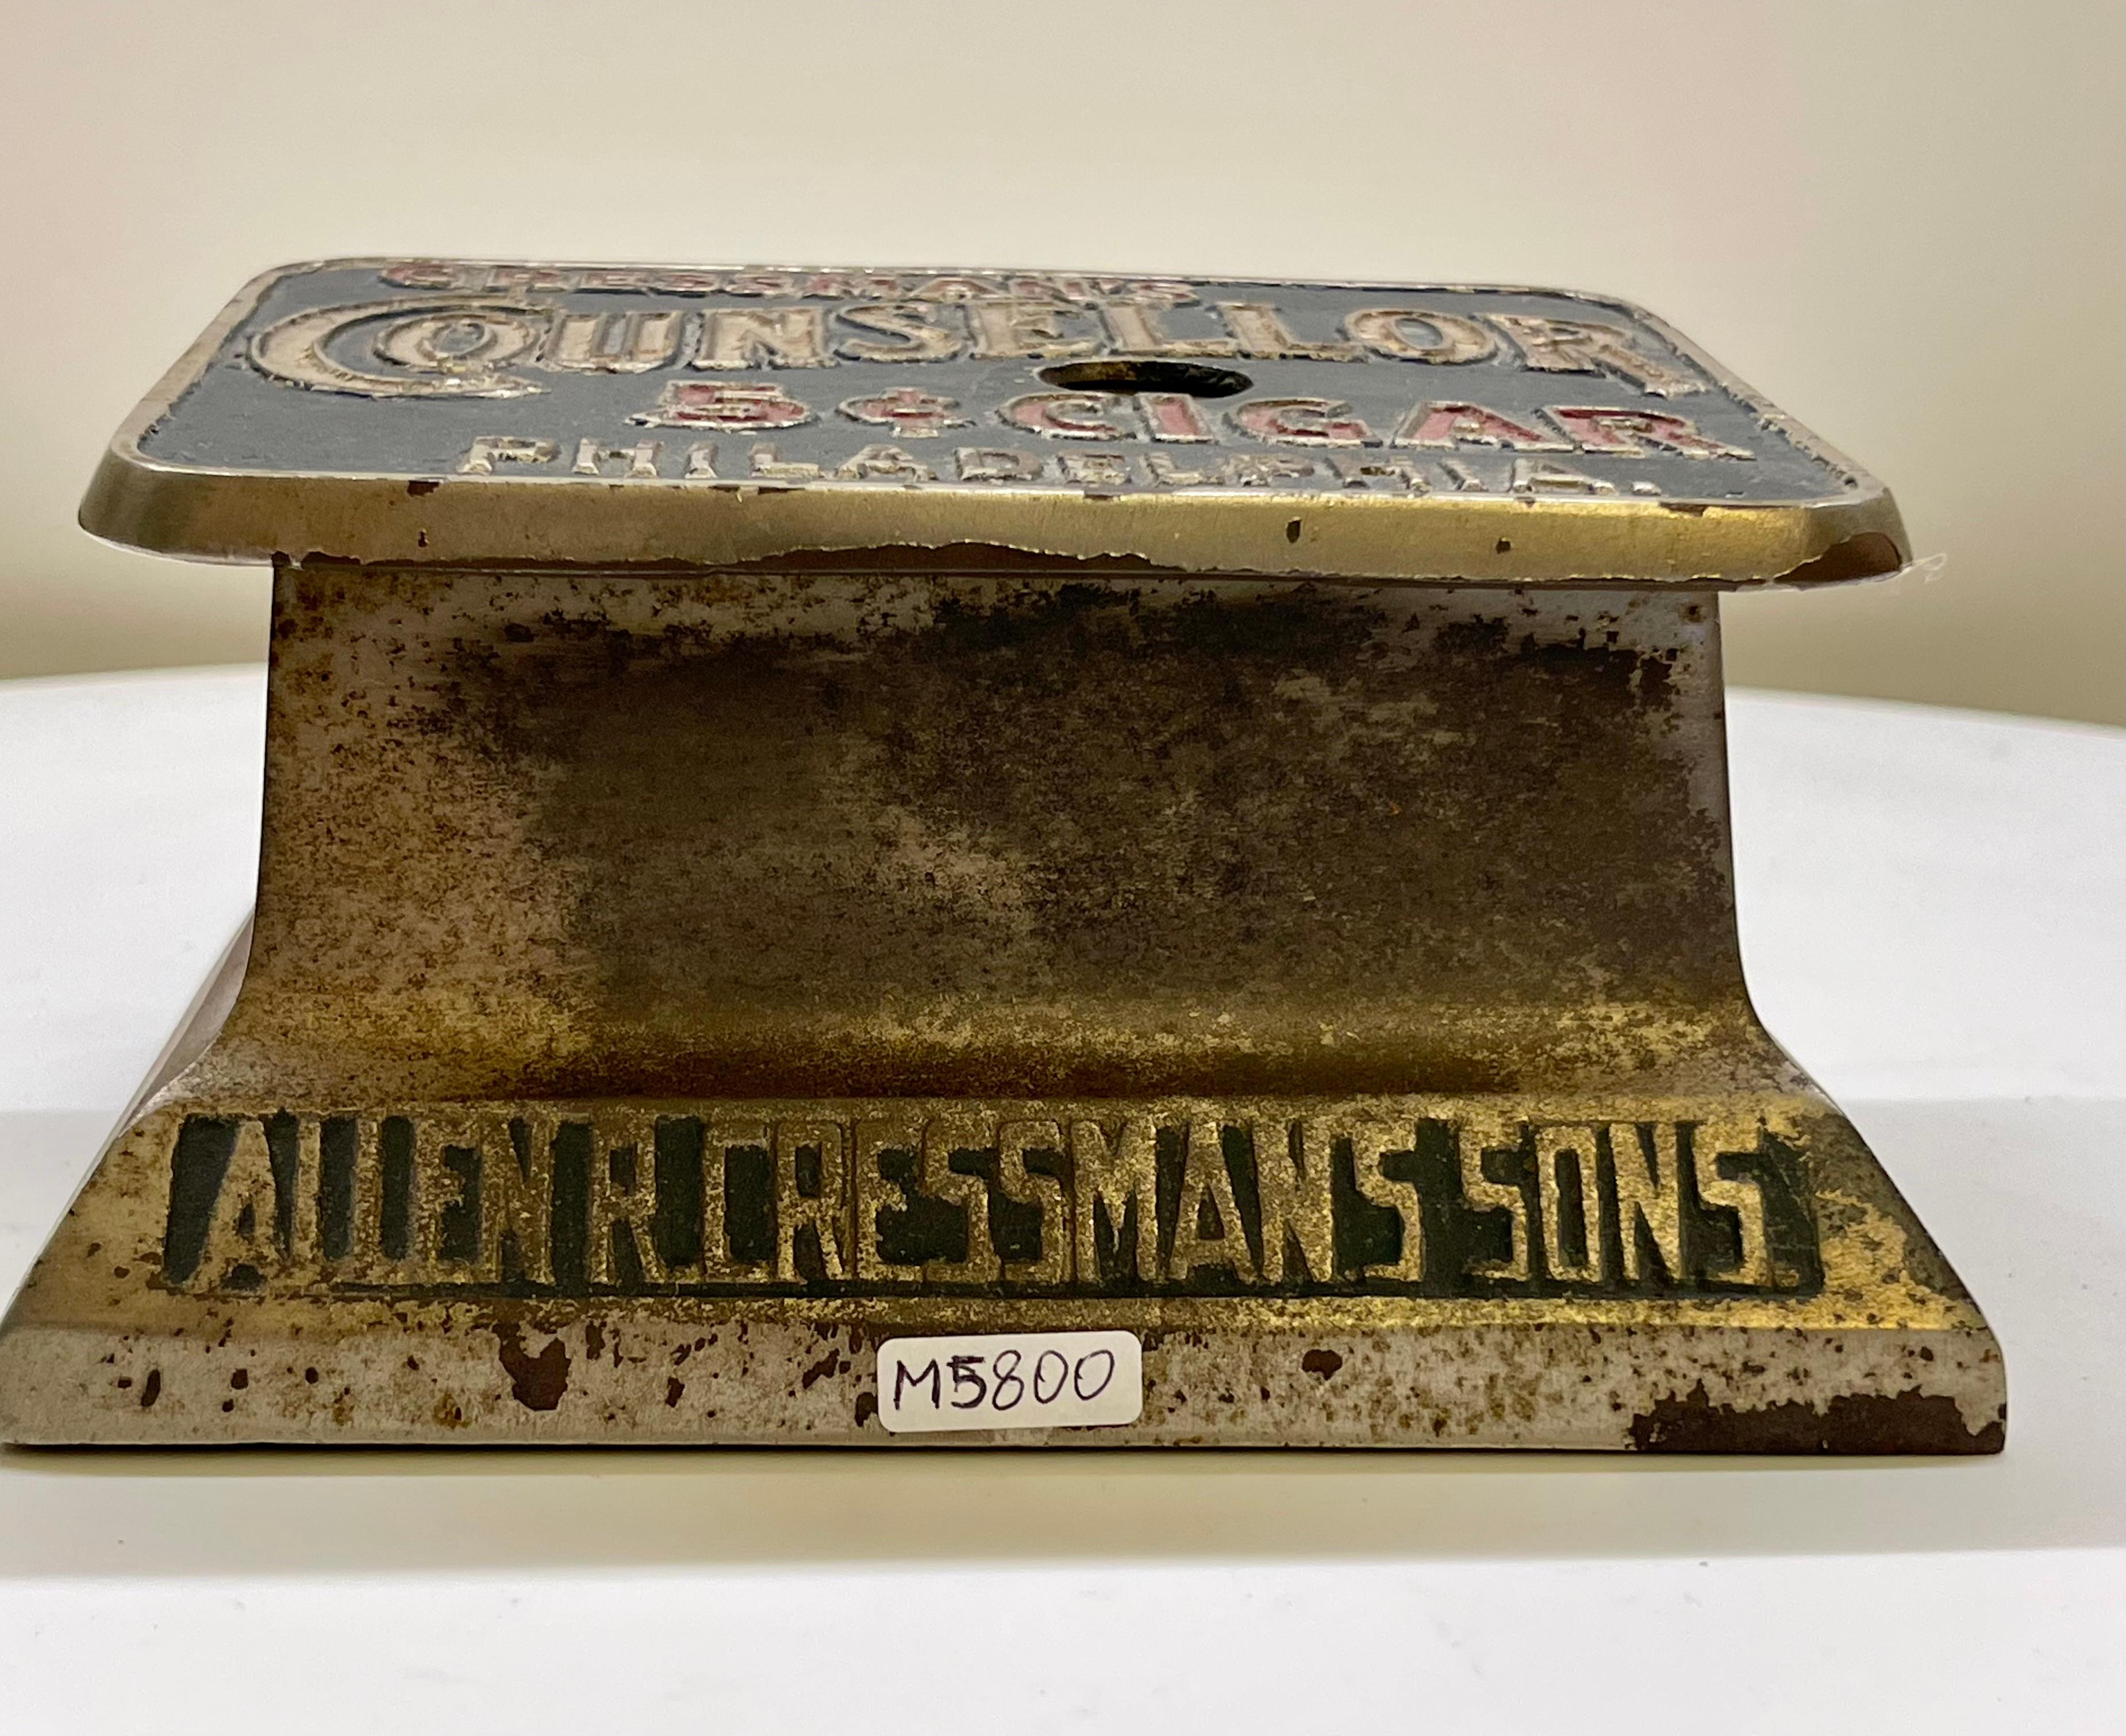 CRESSMAN'S
COUNSELLOR
5¢ CIGAR
PHILADELPHIA.
ALLEN R CRESSMAN'S SONS
M5800